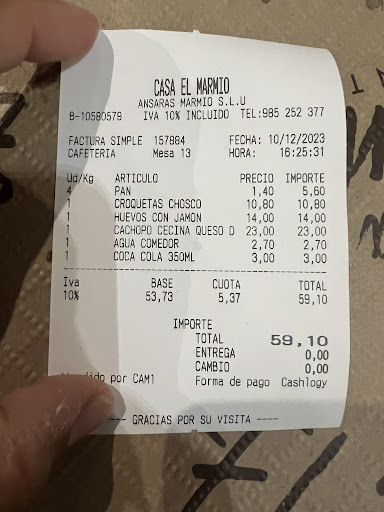 CASA EL MARMIO
ANSARAS MARMIO S.L.U
B-10580579 IVA 10% INCLUIDO TEL:985 252 377
FACTURA SIMPLE 157884 FECHA: 10/12/2023
CAFETERIA Mesa 13 HORA: 16:25:31
Ud/Kg ARTICULO PRECIO IMPORTE
4 PAN 1,40 5,60
1 CROQUETAS CHOSCO 10,80 10,80
1 HUEVOS CON JAMON 14,00 14,00
1 CACHOPO CECINA QUESO D 23,00 23,00
1 AGUA COMEDOR 2,70 2,70
1 COCA COLA 350ML 3,00 3,00
Iva BASE CUOTA TOTAL
10% 53,73 5,37 59,10
IMPORTE
TOTAL 59,10
ENTREGA 0,00
CAMBIO 0,00
por CAM1 Forma de pago Cashlogy
---- GRACIAS POR SU VISITA ----